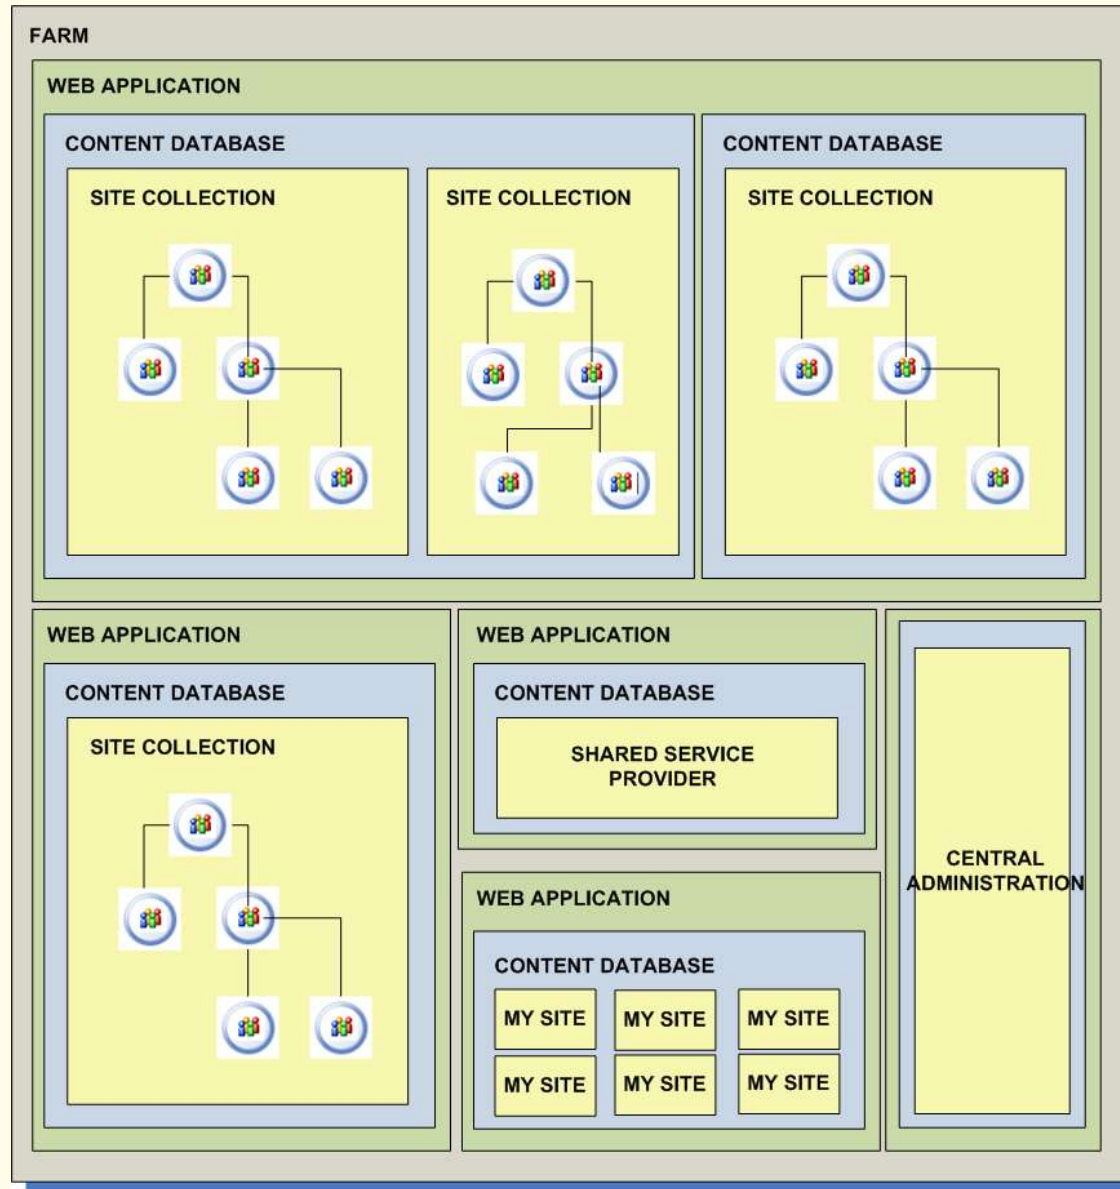 FARM
WEB APPLICATION
CONTENT DATABASE
SITE COLLECTION
SITE COLLECTION
CONTENT DATABASE
SITE COLLECTION
WEB APPLICATION
CONTENT DATABASE
SITE COLLECTION
WEB APPLICATION
CONTENT DATABASE
SHARED SERVICE
PROVIDER
WEB APPLICATION
CONTENT DATABASE
MY SITE
MY SITE
MY SITE
MY SITE
MY SITE
MY SITE
CENTRAL
ADMINISTRATION